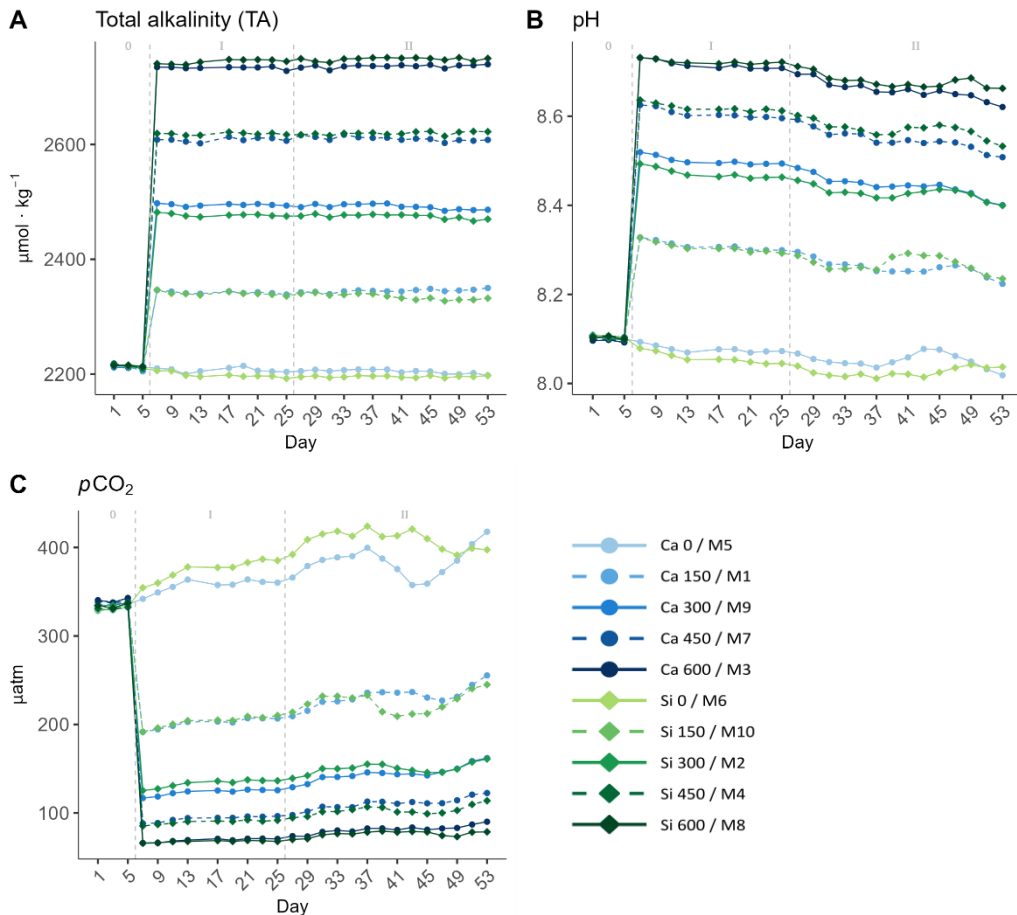 A Total alkalinity (TA)
0 I II
2600
2400
2200
µmol · kg⁻¹
1 5 9 13 17 21 25 29 33 37 41 45 49 53
Day
B pH
0 I II
8.6
8.4
8.2
8.0
1 5 9 13 17 21 25 29 33 37 41 45 49 53
Day
C pCO₂
0 I II
400
300
200
100
µatm
1 5 9 13 17 21 25 29 33 37 41 45 49 53
Day
Ca 0 / M5
Ca 150 / M1
Ca 300 / M9
Ca 450 / M7
Ca 600 / M3
Si 0 / M6
Si 150 / M10
Si 300 / M2
Si 450 / M4
Si 600 / M8